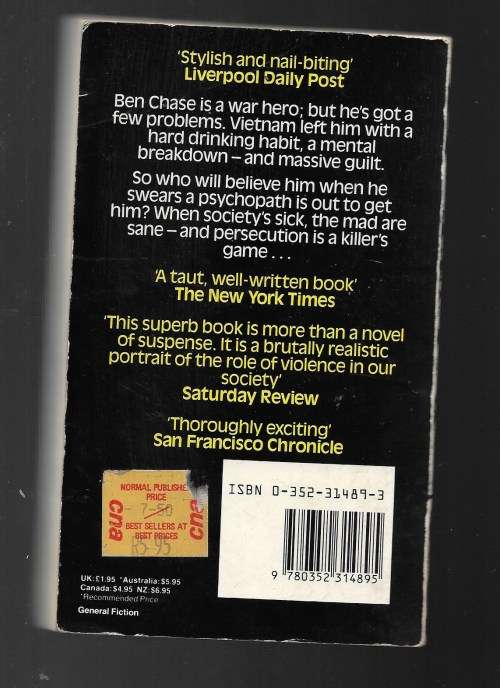 ‘Stylish and nail-biting’
Liverpool Daily Post
Ben Chase is a war hero; but he's got a
few problems. Vietnam left him with a
hard drinking habit, a mental
breakdown – and massive guilt.
So who will believe him when he
swears a psychopath is out to get
him? When society's sick, the mad are
sane – and persecution is a killer's
game . . .
‘A taut, well-written book’
The New York Times
‘This superb book is more than a novel
of suspense. It is a brutally realistic
portrait of the role of violence in our
society’
Saturday Review
‘Thoroughly exciting’
San Francisco Chronicle
NORMAL PUBLISHE
PRICE
7-50
BEST SELLERS AT
BEST PRICES
R5-95
cna
cna
ISBN 0-352-31489-3
9 780352 314895
UK: £1.95 *Australia: $5.95
Canada: $4.95 NZ: $6.95
*Recommended Price
General Fiction